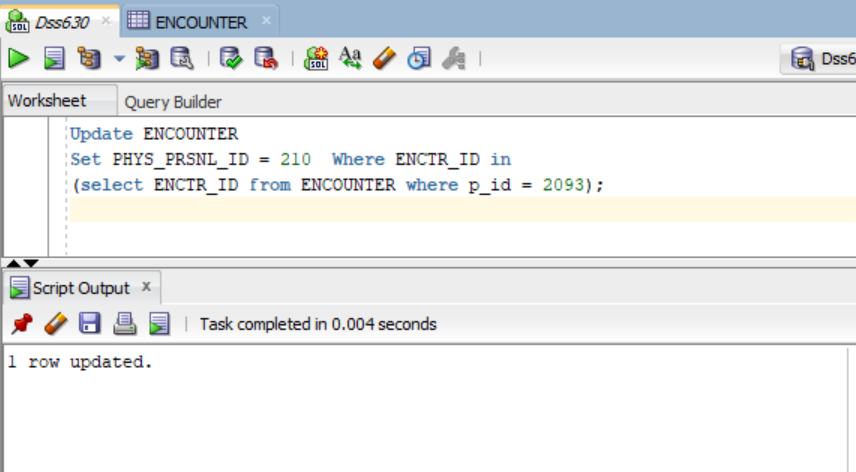 Dss630 ENCOUNTER
Dss6
Worksheet Query Builder
Update ENCOUNTER
Set PHYS_PRSNL_ID = 210  Where ENCTR_ID in
(select ENCTR_ID from ENCOUNTER where p_id = 2093);
Script Output x
Task completed in 0.004 seconds
1 row updated.